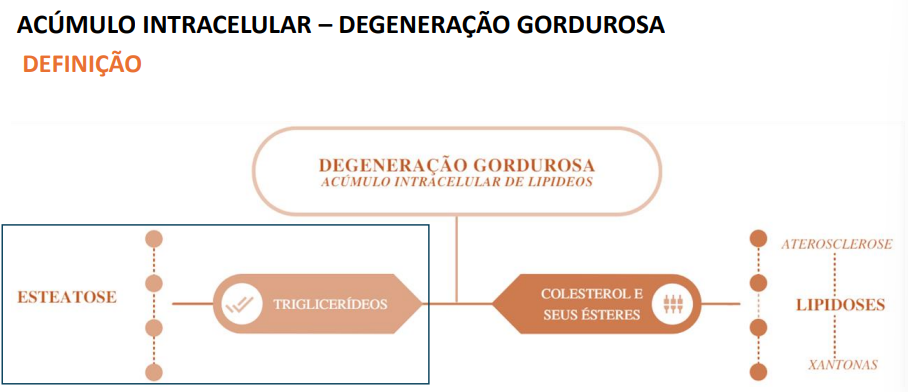 ACÚMULO INTRACELULAR – DEGENERAÇÃO GORDUROSA
DEFINIÇÃO
DEGENERAÇÃO GORDUROSA
ACÚMULO INTRACELULAR DE LIPIDEOS
ESTEATOSE
TRIGLICERÍDEOS
COLESTEROL E
SEUS ÉSTERES
ATEROSCLEROSE
LIPIDOSES
XANTONAS